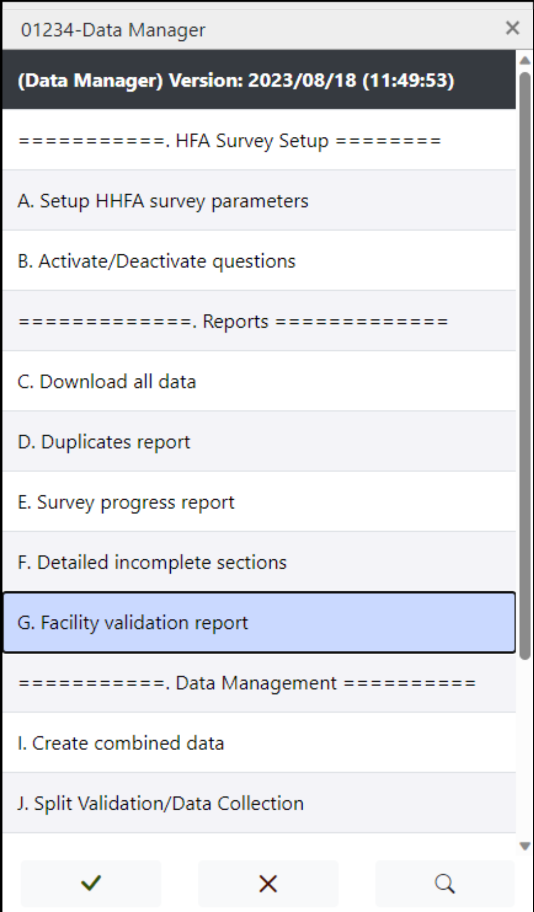 01234-Data Manager
(Data Manager) Version: 2023/08/18 (11:49:53)
===========. HFA Survey Setup ========
A. Setup HHFA survey parameters
B. Activate/Deactivate questions
=============. Reports =============
C. Download all data
D. Duplicates report
E. Survey progress report
F. Detailed incomplete sections
G. Facility validation report
===========. Data Management ==========
I. Create combined data
J. Split Validation/Data Collection